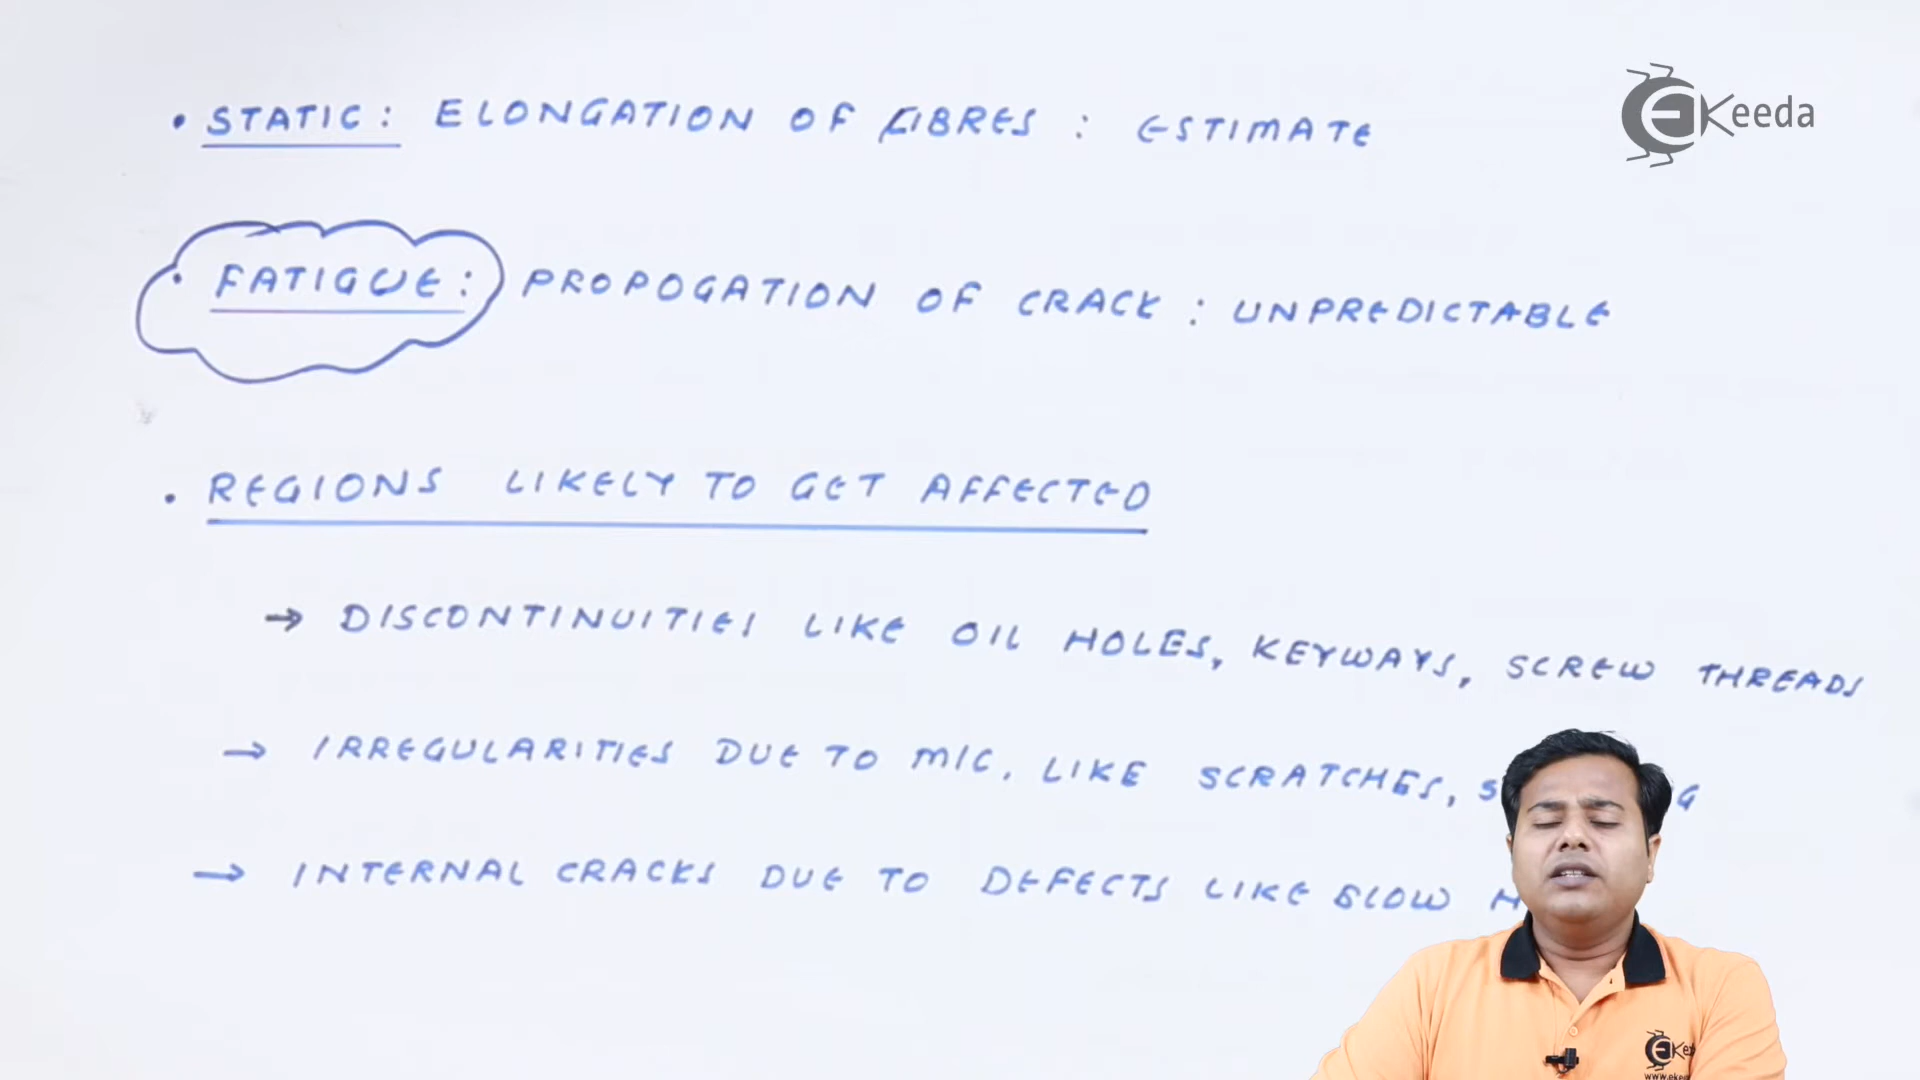 • STATIC: ELONGATION OF FIBRES : ESTIMATE
EKeeda
• FATIGUE: PROPOGATION OF CRACK : UNPREDICTABLE
• REGIONS LIKELY TO GET AFFECTED
→ DISCONTINUITIES LIKE OIL HOLES, KEYWAYS, SCREW THREADS
→ IRREGULARITIES DUE TO M/C. LIKE SCRATCHES,
→ INTERNAL CRACKS DUE TO DEFECTS LIKE BLOW